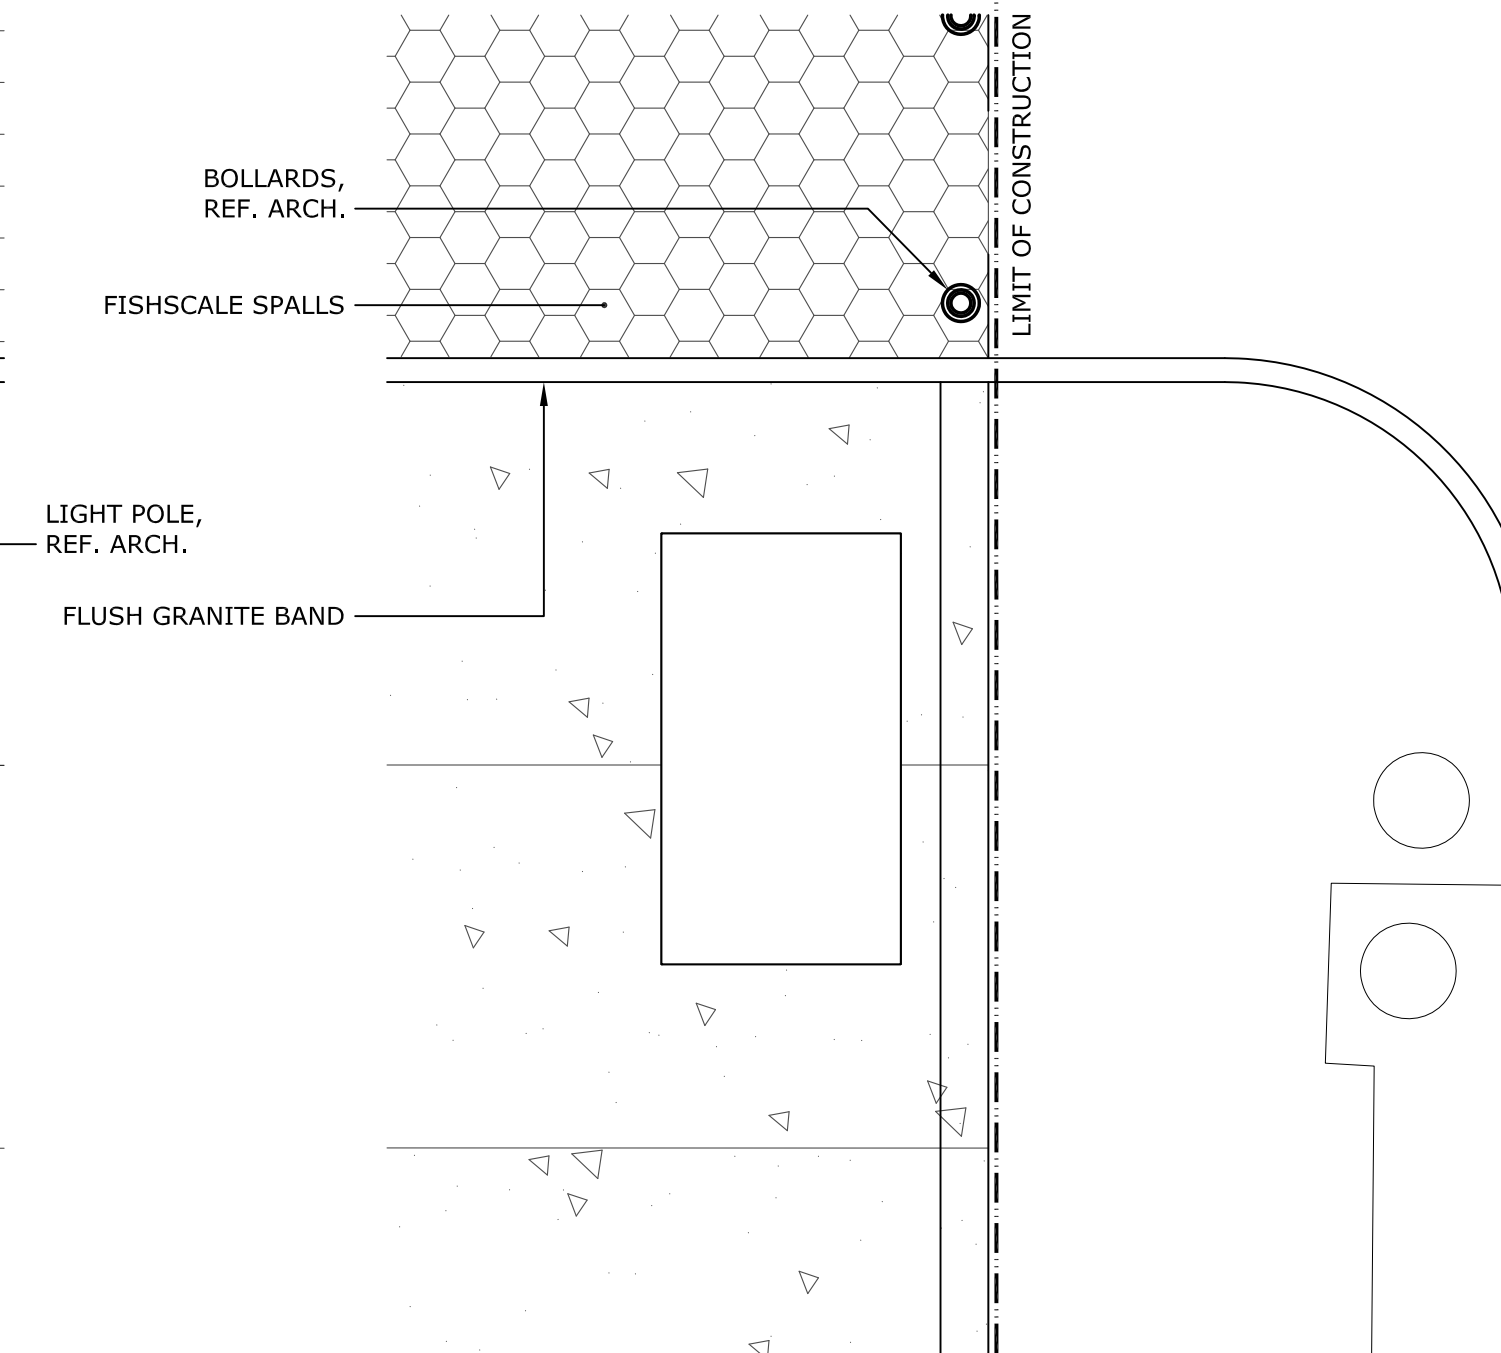 LIMIT OF CONSTRUCTION
BOLLARDS,
REF. ARCH.
FISHSCALE SPALLS
LIGHT POLE,
REF. ARCH.
FLUSH GRANITE BAND